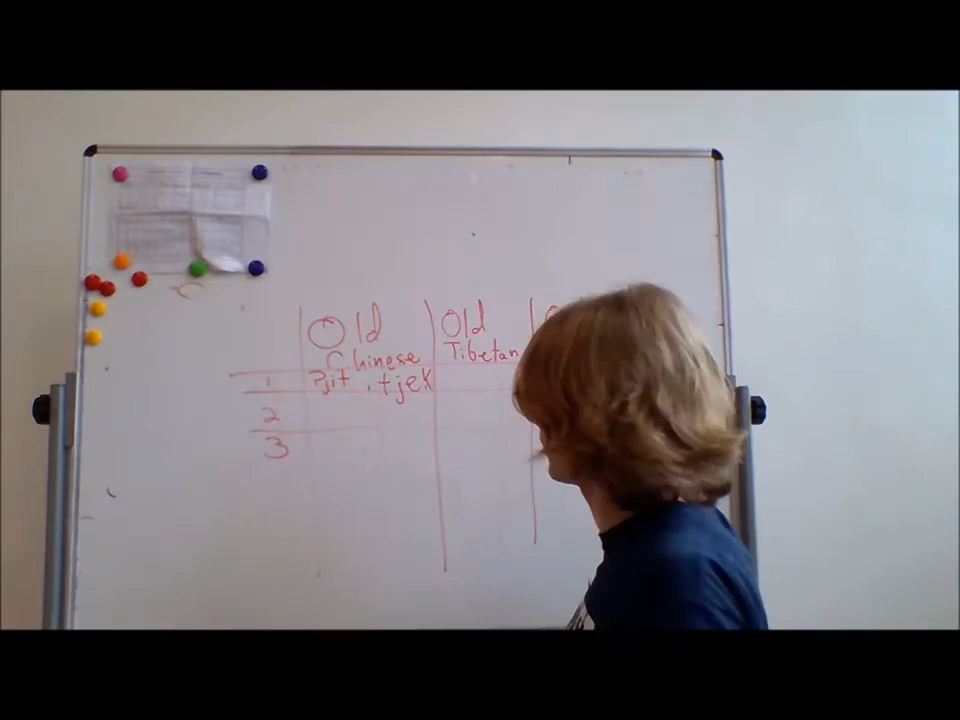 Old Old
Chinese Tibetan
1 ʔjit , tjek
2
3